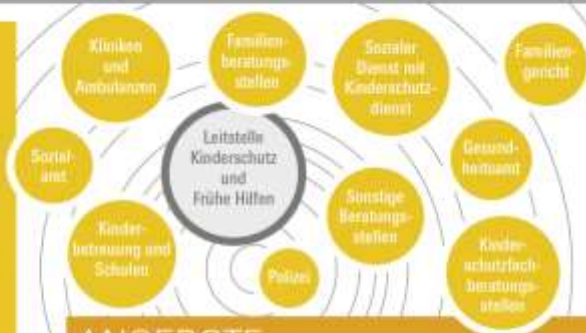 Kliniken
und
Ambulanzen
Familien-
beratungs-
stellen
Sozialer
Dienst mit
Kinderschutz-
dienst
Familien-
gericht
Sozial-
amt
Leitstelle
Kinderschutz
und
Frühe Hilfen
Gesund-
heitsamt
Kinder-
betreuung und
Schulen
Sonstige
Beratungs-
stellen
Polizei
Kinder-
schutzfach-
beratungs-
stellen
ANGEBOTE